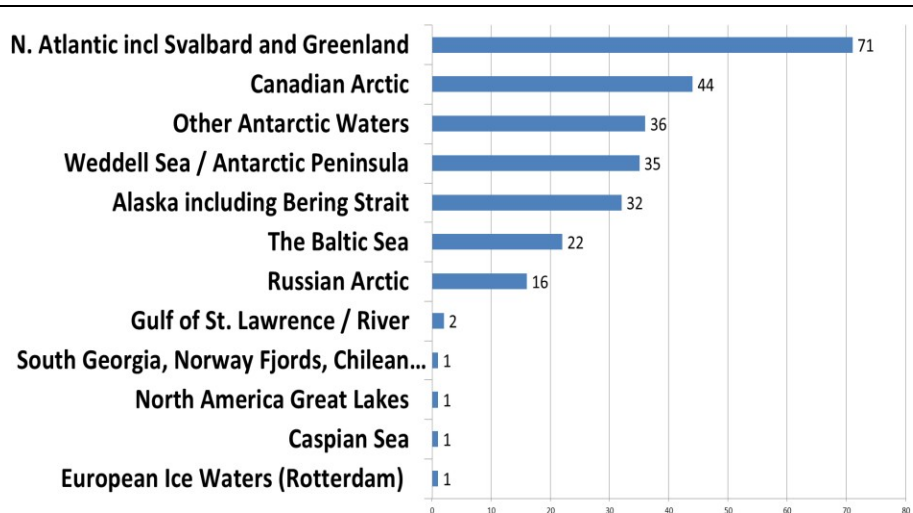 N. Atlantic incl Svalbard and Greenland 71
Canadian Arctic 44
Other Antarctic Waters 36
Weddell Sea / Antarctic Peninsula 35
Alaska including Bering Strait 32
The Baltic Sea 22
Russian Arctic 16
Gulf of St. Lawrence / River 2
South Georgia, Norway Fjords, Chilean... 1
North America Great Lakes 1
Caspian Sea 1
European Ice Waters (Rotterdam) 1
0 10 20 30 40 50 60 70 80